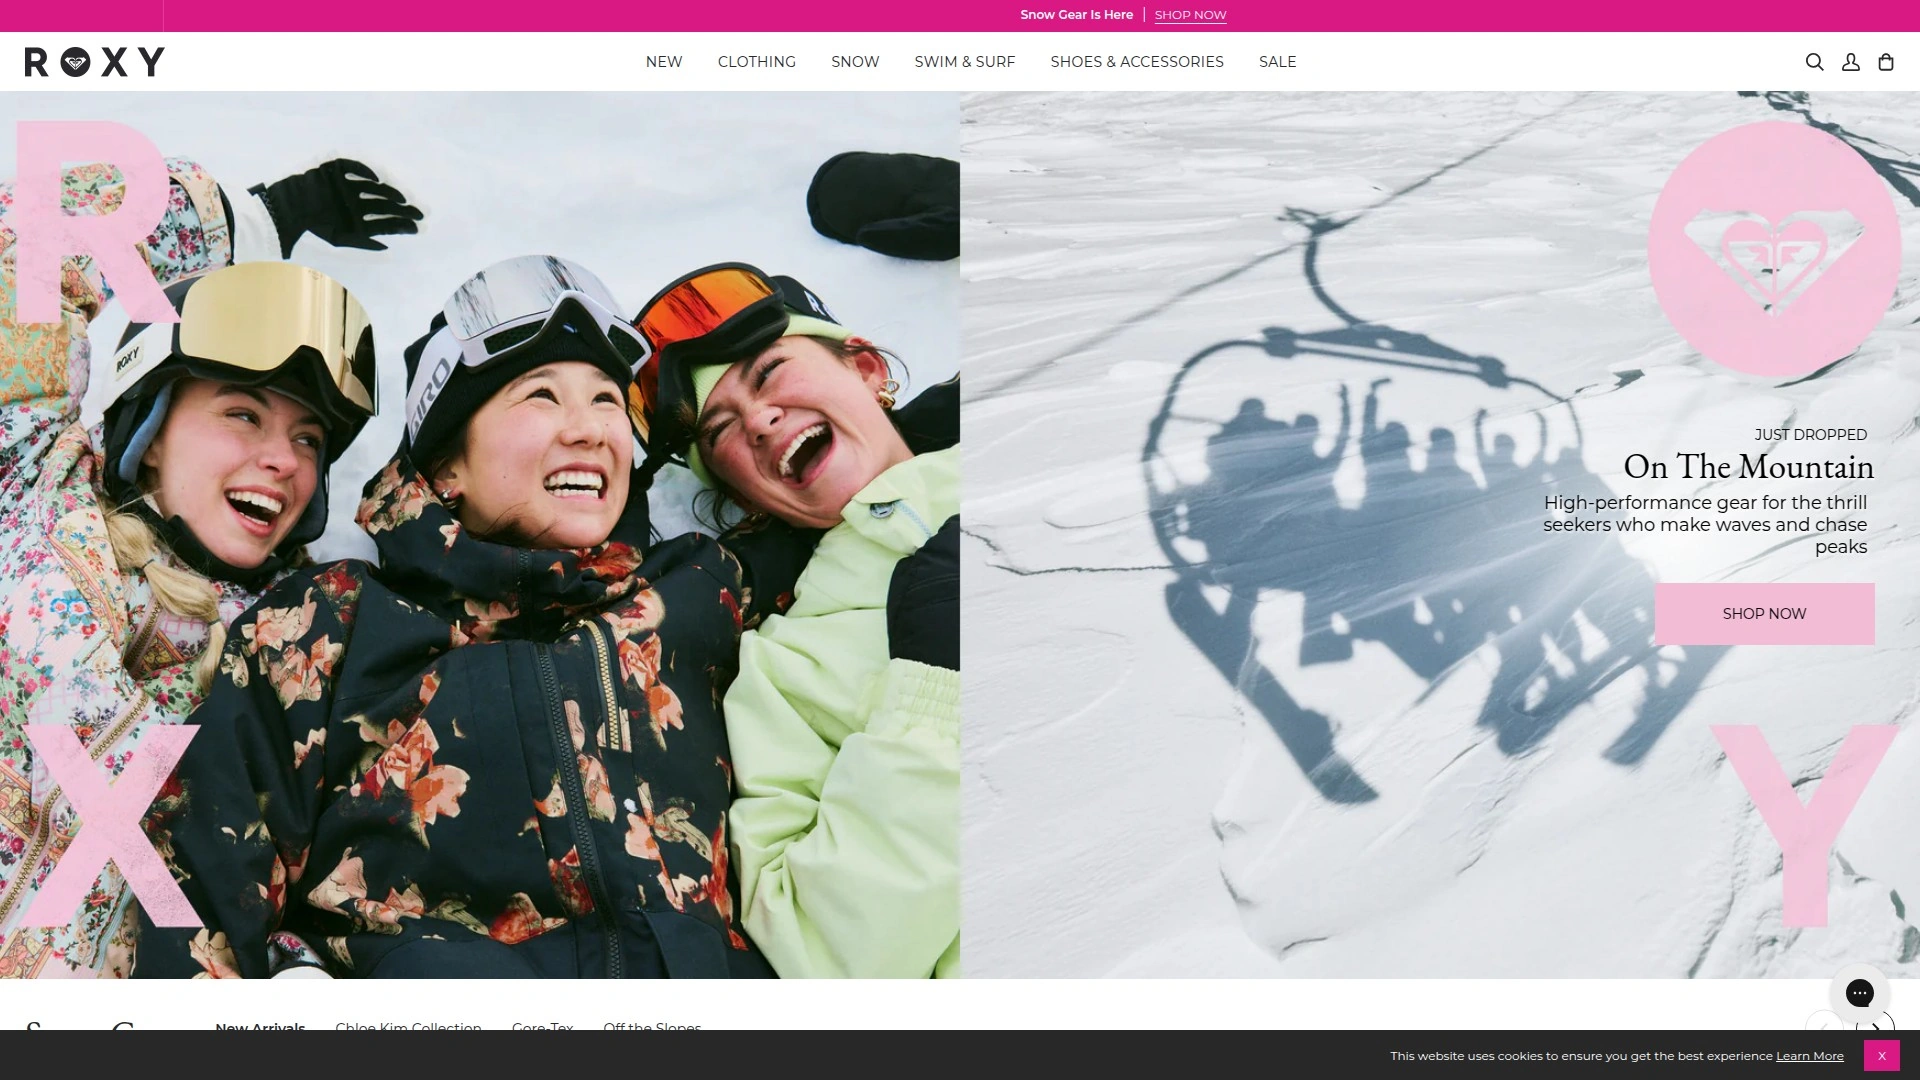 Snow Gear Is Here | SHOP NOW
ROXY
NEW CLOTHING SNOW SWIM & SURF SHOES & ACCESSORIES SALE
R
ROXY
GIRO
JUST DROPPED
On The Mountain
High-performance gear for the thrill
seekers who make waves and chase
peaks
SHOP NOW
X
Y
New Arrivals Chloe Kim Collection Gore-Tex Off the Slopes
This website uses cookies to ensure you get the best experience Learn More X